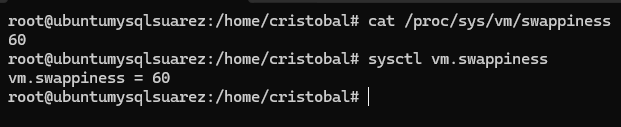 root@ubuntumysqlsuarez:/home/cristobal# cat /proc/sys/vm/swappiness
60
root@ubuntumysqlsuarez:/home/cristobal# sysctl vm.swappiness
vm.swappiness = 60
root@ubuntumysqlsuarez:/home/cristobal#